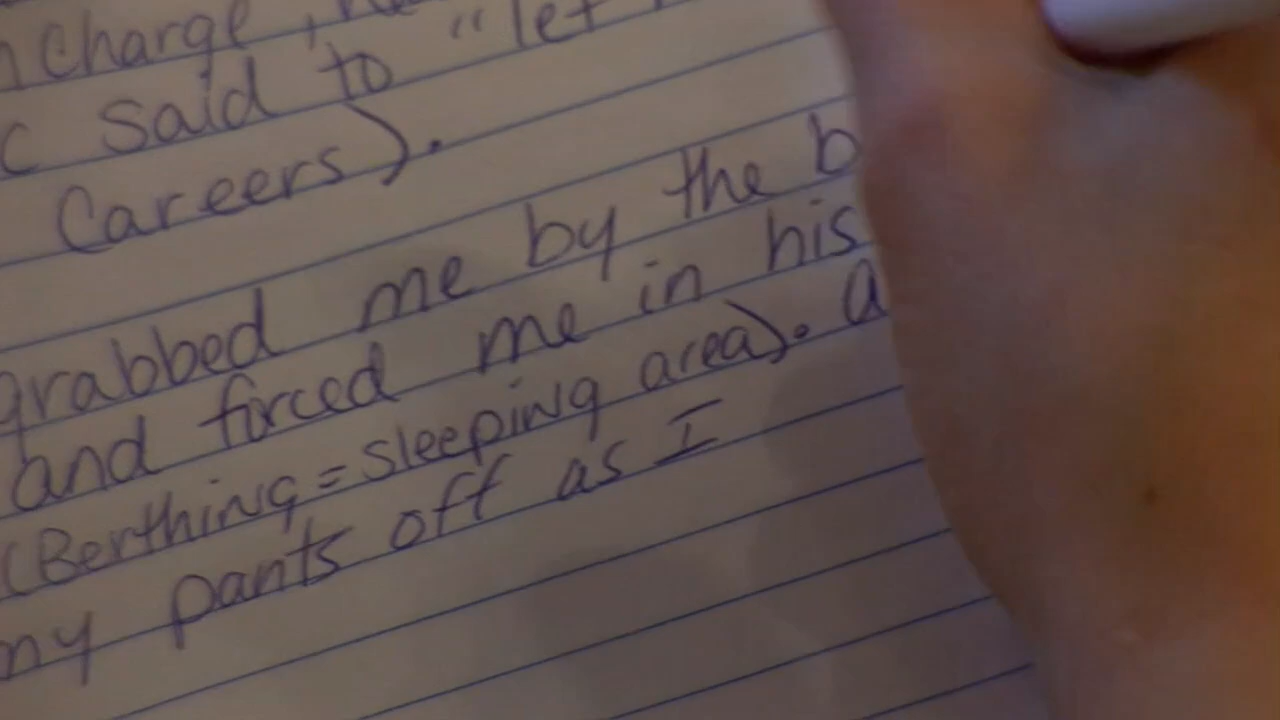 charge,
said to "let
Careers).
grabbed me by the b
and forced me in his
(Berthing = sleeping area). a
my pants off as I